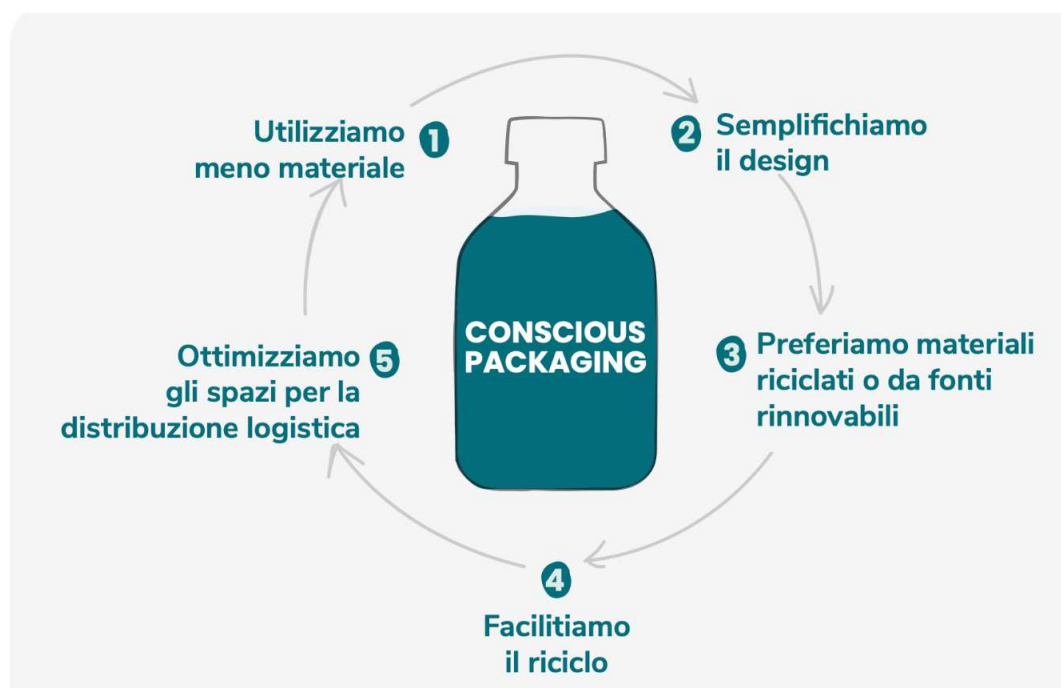 1
Utilizziamo
meno materiale
2
Semplifichiamo
il design
CONSCIOUS
PACKAGING
3
Preferiamo materiali
riciclati o da fonti
rinnovabili
4
Facilitiamo
il riciclo
5
Ottimizziamo
gli spazi per la
distribuzione logistica